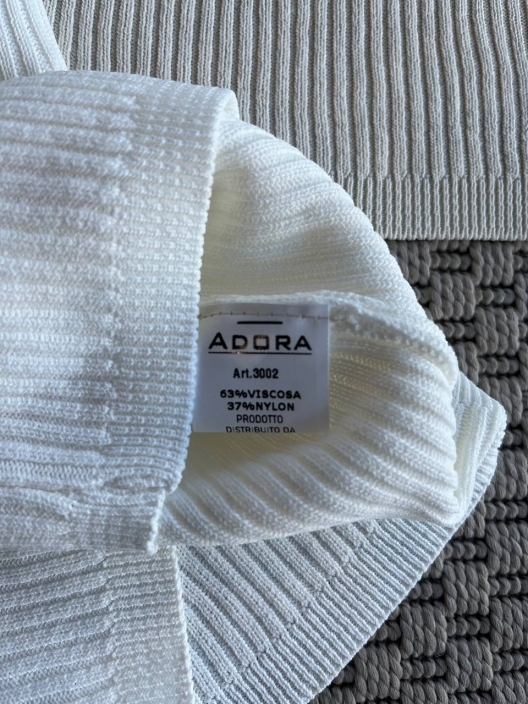 ADORA
Art.3002
63%VISCOSA
37%NYLON
PRODOTTO
DISTRIBUITO DA